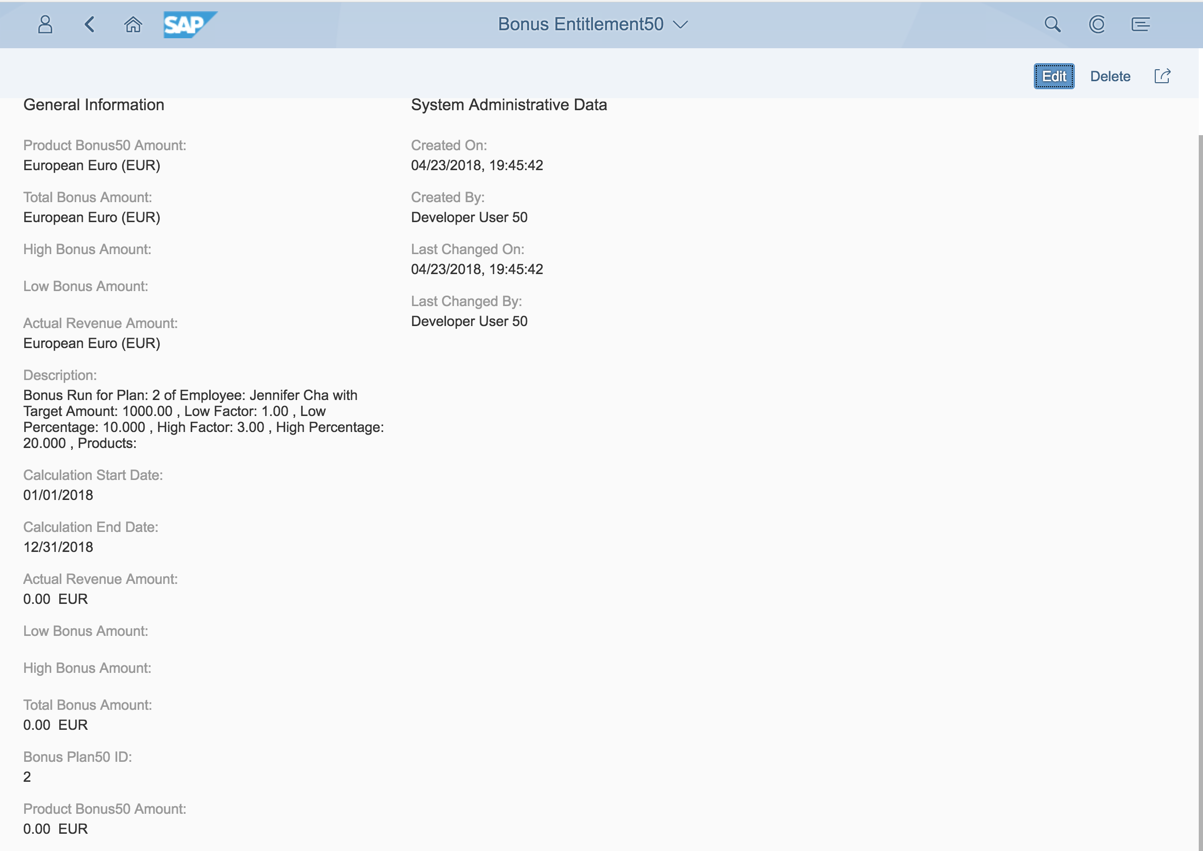 SAP
Bonus Entitlement50
Edit
Delete
General Information
Product Bonus50 Amount:
European Euro (EUR)
Total Bonus Amount:
European Euro (EUR)
High Bonus Amount:
Low Bonus Amount:
Actual Revenue Amount:
European Euro (EUR)
Description:
Bonus Run for Plan: 2 of Employee: Jennifer Cha with
Target Amount: 1000.00 , Low Factor: 1.00 , Low
Percentage: 10.000 , High Factor: 3.00 , High Percentage:
20.000 , Products:
Calculation Start Date:
01/01/2018
Calculation End Date:
12/31/2018
Actual Revenue Amount:
0.00 EUR
Low Bonus Amount:
High Bonus Amount:
Total Bonus Amount:
0.00 EUR
Bonus Plan50 ID:
2
Product Bonus50 Amount:
0.00 EUR
System Administrative Data
Created On:
04/23/2018, 19:45:42
Created By:
Developer User 50
Last Changed On:
04/23/2018, 19:45:42
Last Changed By:
Developer User 50